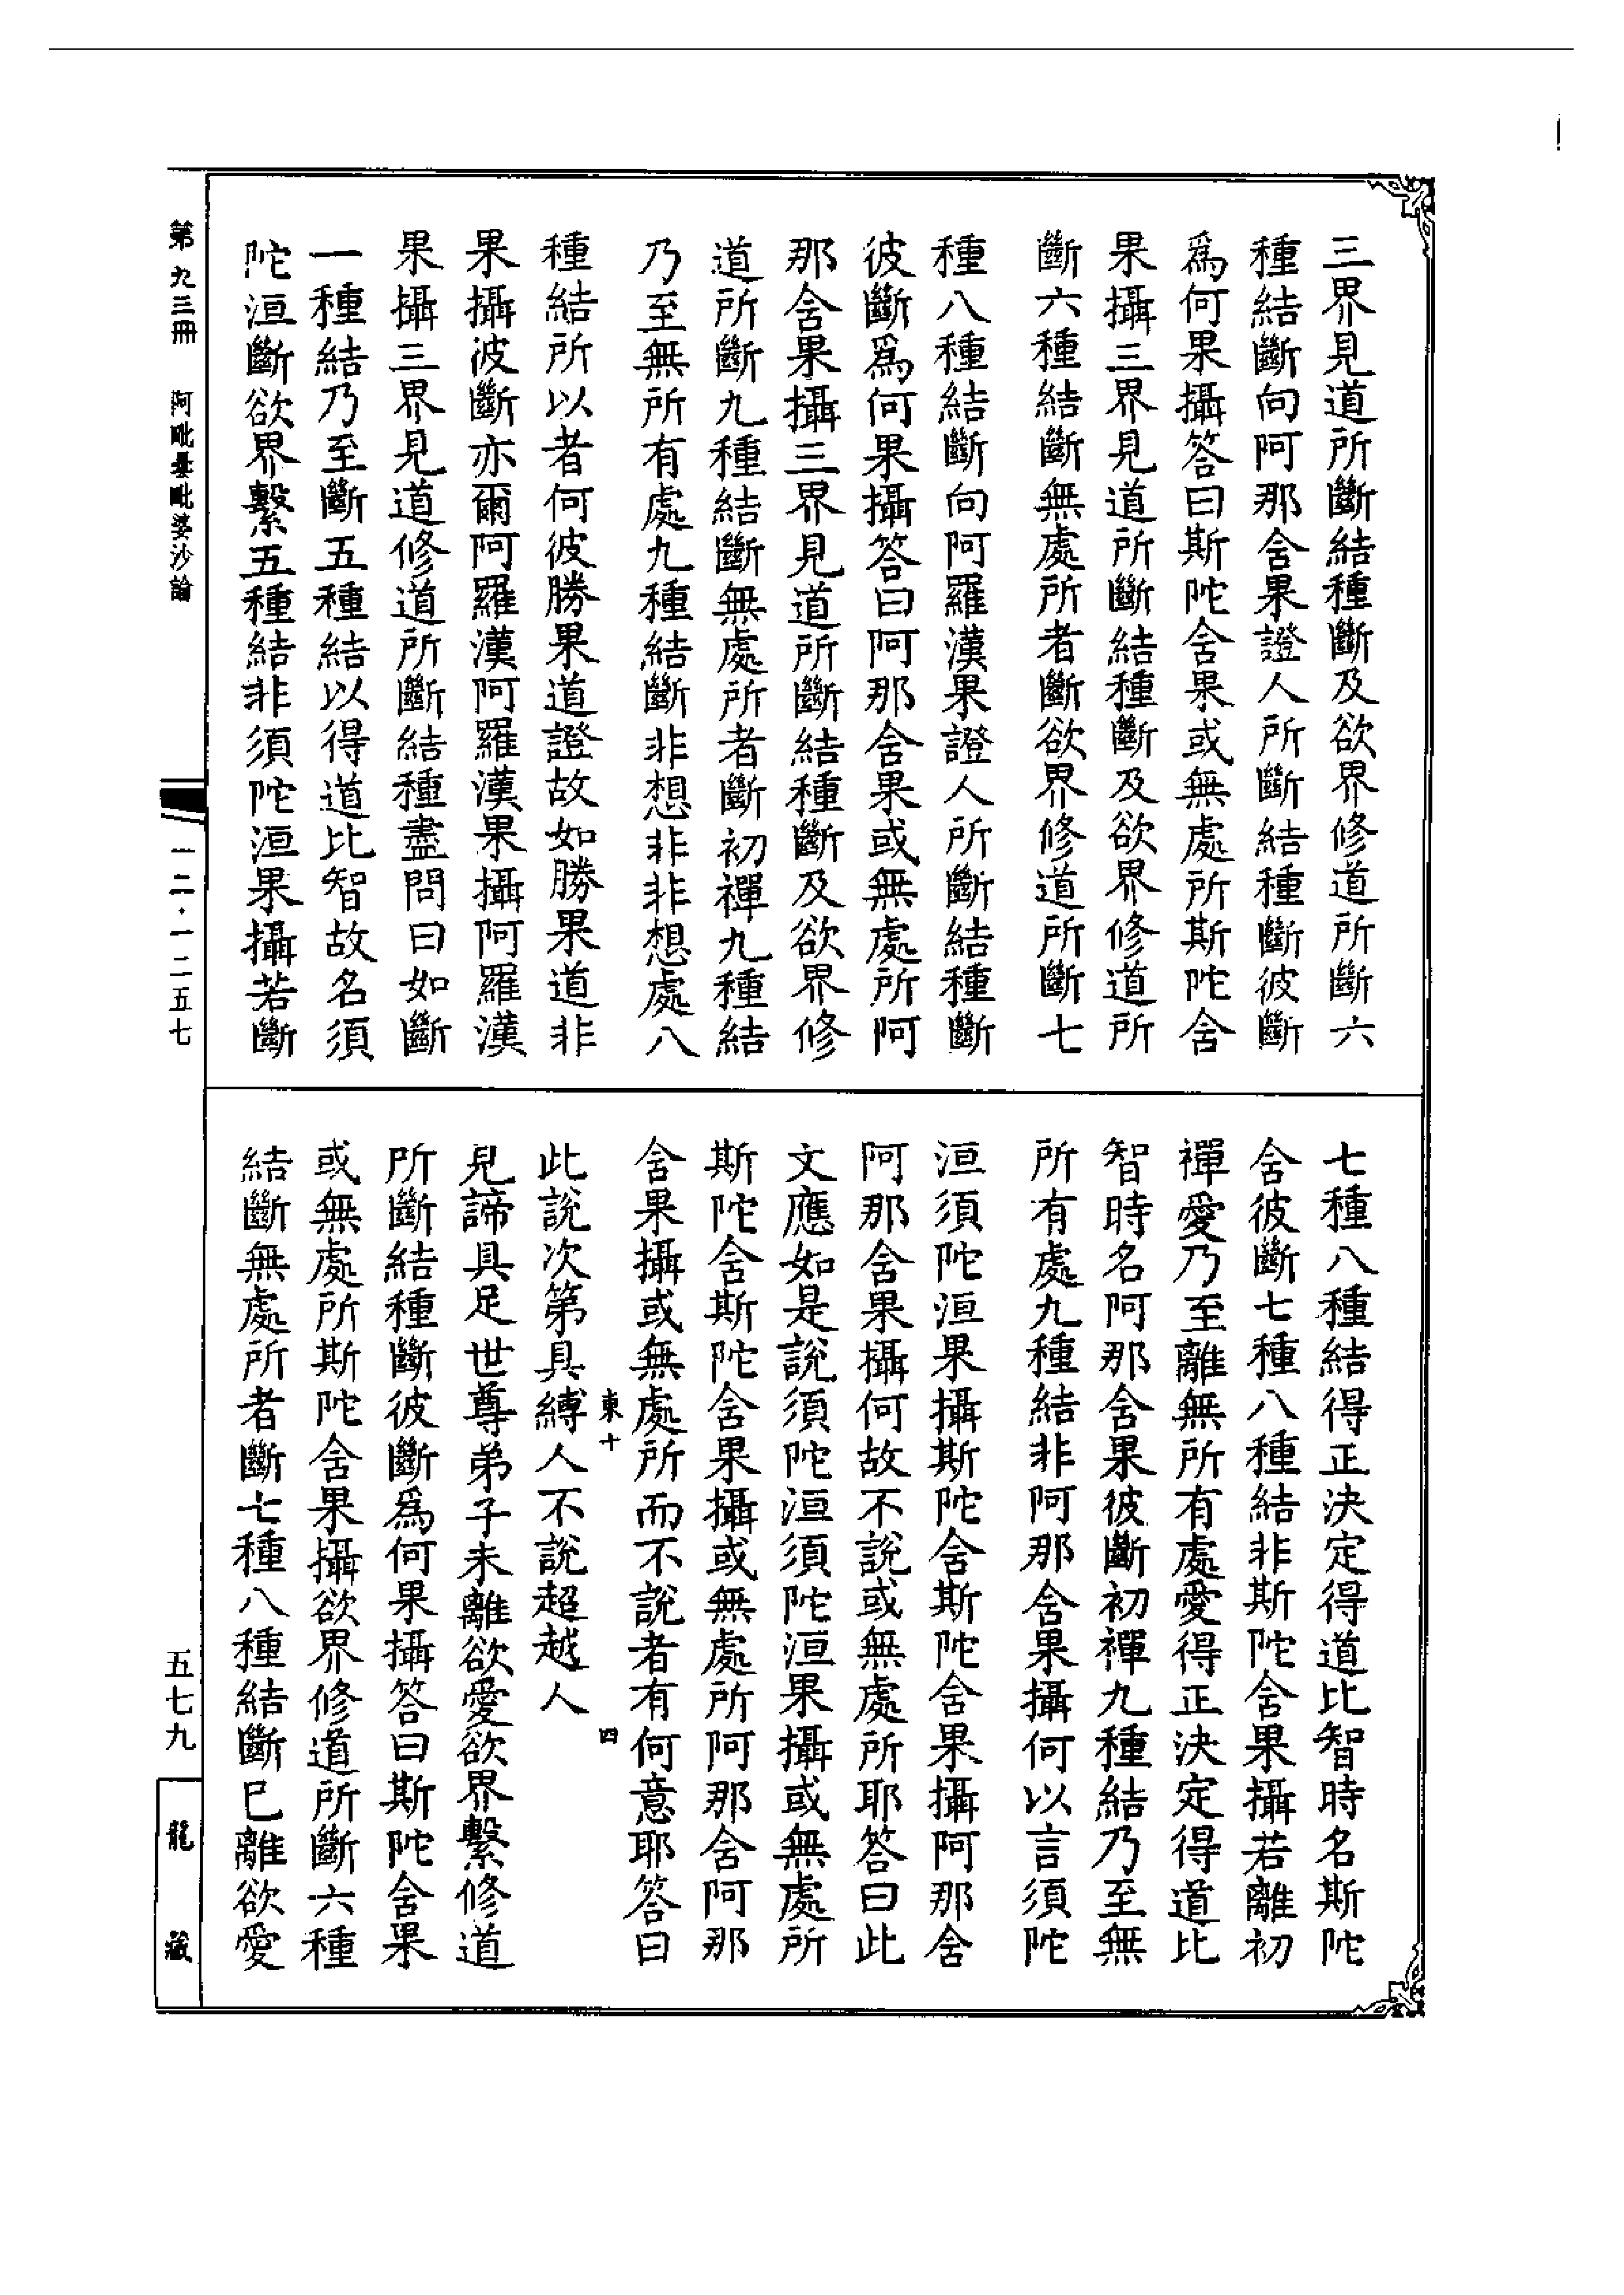 三界見道所斷結種斷及欲界修道所斷六
種結斷向阿那舍果證人所斷結種斷彼斷
爲何果攝答曰斯陀舍果或無處所斯陀舍
果攝三界見道所斷結種斷及欲界修道所
斷六種結斷無處所者斷欲界修道所斷七
種八種結斷向阿羅漢果證人所斷結種斷
彼斷爲何果攝答曰阿那舍果或無處所阿
那舍果攝三界見道所斷結種斷及欲界修
道所斷九種結斷無處所者斷初禪九種結
乃至無所有處九種結斷非想非非想處八
種結所以者何彼勝果道證故如勝果道非
果攝彼斷亦爾阿羅漢阿羅漢果攝阿羅漢
果攝三界見道修道所斷結種盡問曰如斷
一種結乃至斷五種結以得道比智故名須
陀洹斷欲界繫五種結非須陀洹果攝若斷
七種八種結得正決定得道比智時名斯陀
舍彼斷七種八種結非斯陀舍果攝若離初
禪愛乃至離無所有處愛得正決定得道比
智時名阿那舍果彼斷初禪九種結乃至無
所有處九種結非阿那舍果攝何以言須陀
洹須陀洹果攝斯陀舍斯陀舍果攝阿那舍
阿那舍果攝何故不說或無處所耶答曰此
文應如是說須陀洹須陀洹果攝或無處所
斯陀舍斯陀舍果攝或無處所阿那舍阿那
舍果攝或無處所而不說者有何意耶答曰
東十 四
此說次第具縛人不說超越人
見諦具足世尊弟子未離欲愛欲界繫修道
所斷結種斷彼斷爲何果攝答曰斯陀舍果
或無處所斯陀舍果攝欲界修道所斷六種
結斷無處所者斷七種八種結斷已離欲愛
第九三冊 阿毗曇毗婆沙論
一二·一二五七
五七九
龍藏